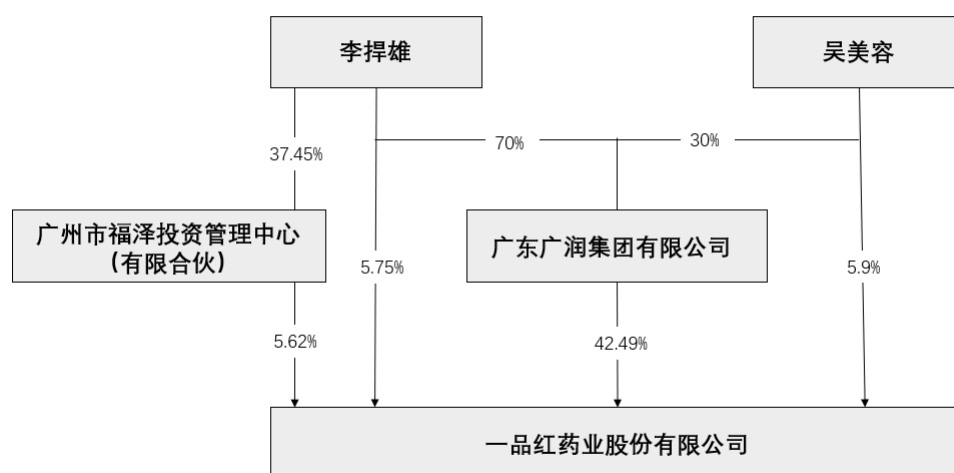 李捍雄
吴美容
70%
30%
37.45%
广州市福泽投资管理中心
(有限合伙)
广东广润集团有限公司
5.75%
5.9%
5.62%
42.49%
一品红药业股份有限公司